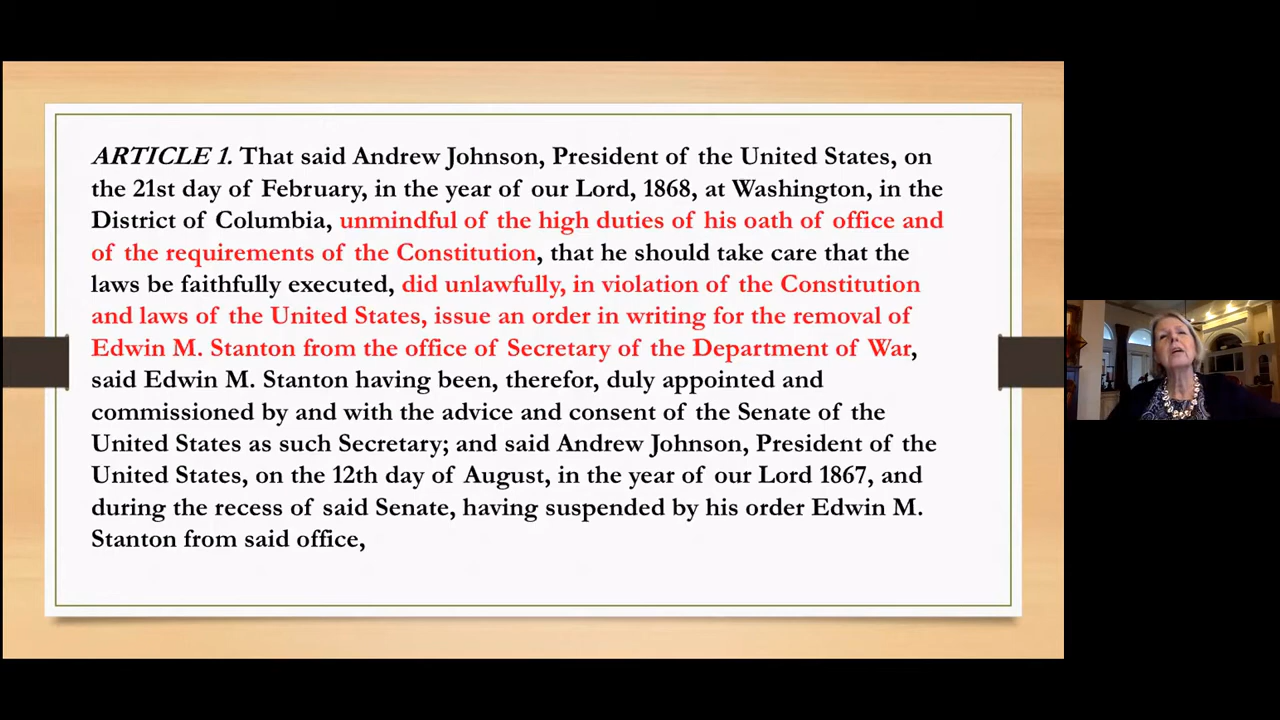 ARTICLE 1. That said Andrew Johnson, President of the United States, on
the 21st day of February, in the year of our Lord, 1868, at Washington, in the
District of Columbia, unmindful of the high duties of his oath of office and
of the requirements of the Constitution, that he should take care that the
laws be faithfully executed, did unlawfully, in violation of the Constitution
and laws of the United States, issue an order in writing for the removal of
Edwin M. Stanton from the office of Secretary of the Department of War,
said Edwin M. Stanton having been, therefor, duly appointed and
commissioned by and with the advice and consent of the Senate of the
United States as such Secretary; and said Andrew Johnson, President of the
United States, on the 12th day of August, in the year of our Lord 1867, and
during the recess of said Senate, having suspended by his order Edwin M.
Stanton from said office,